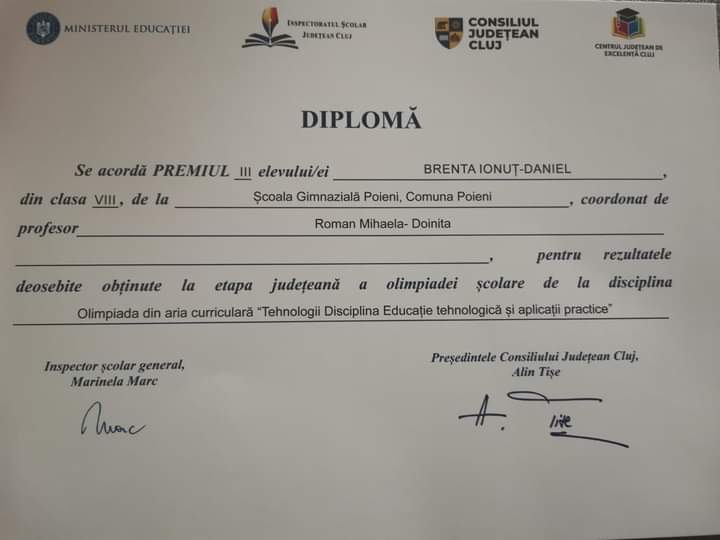 MINISTERUL EDUCAȚIEI
INSPECTORATUL ȘCOLAR
JUDEȚEAN CLUJ
CONSILIUL
JUDEȚEAN
CLUJ
CENTRUL JUDEȚEAN DE
EXCELENȚĂ CLUJ
DIPLOMĂ
Se acordă PREMIUL III elevului/ei BRENTA IONUȚ-DANIEL,
din clasa VIII, de la Școala Gimnazială Poieni, Comuna Poieni, coordonat de
profesor Roman Mihaela- Doinita
, pentru rezultatele
deosebite obținute la etapa județeană a olimpiadei școlare de la disciplina
Olimpiada din aria curriculară “Tehnologii Disciplina Educație tehnologică și aplicații practice”
Inspector școlar general,
Marinela Marc
Președintele Consiliului Județean Cluj,
Alin Tișe
Marc
A. Tișe